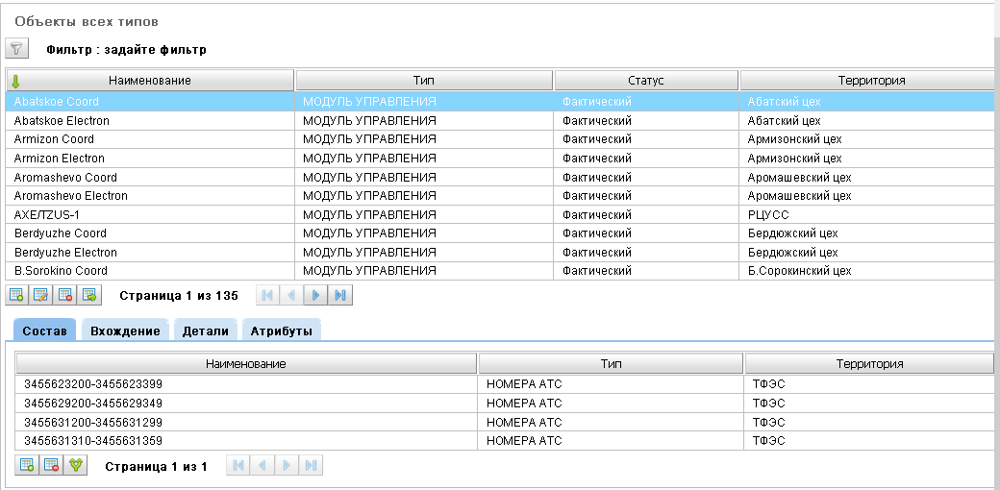 Объекты всех типов
Фильтр : задайте фильтр
Наименование Тип Статус Территория
Abatskoe Coord МОДУЛЬ УПРАВЛЕНИЯ Фактический Абатский цех
Abatskoe Electron МОДУЛЬ УПРАВЛЕНИЯ Фактический Абатский цех
Armizon Coord МОДУЛЬ УПРАВЛЕНИЯ Фактический Армизонский цех
Armizon Electron МОДУЛЬ УПРАВЛЕНИЯ Фактический Армизонский цех
Aromashevo Coord МОДУЛЬ УПРАВЛЕНИЯ Фактический Аромашевский цех
Aromashevo Electron МОДУЛЬ УПРАВЛЕНИЯ Фактический Аромашевский цех
AXE/TZUS-1 МОДУЛЬ УПРАВЛЕНИЯ Фактический РЦУСС
Berdyuzhe Coord МОДУЛЬ УПРАВЛЕНИЯ Фактический Бердюжский цех
Berdyuzhe Electron МОДУЛЬ УПРАВЛЕНИЯ Фактический Бердюжский цех
B.Sorokino Coord МОДУЛЬ УПРАВЛЕНИЯ Фактический Б.Сорокинский цех
Страница 1 из 135
Состав Вхождение Детали Атрибуты
Наименование Тип Территория
3455623200-3455623399 НОМЕРА АТС ТФЭС
3455629200-3455629349 НОМЕРА АТС ТФЭС
3455631200-3455631299 НОМЕРА АТС ТФЭС
3455631310-3455631359 НОМЕРА АТС ТФЭС
Страница 1 из 1